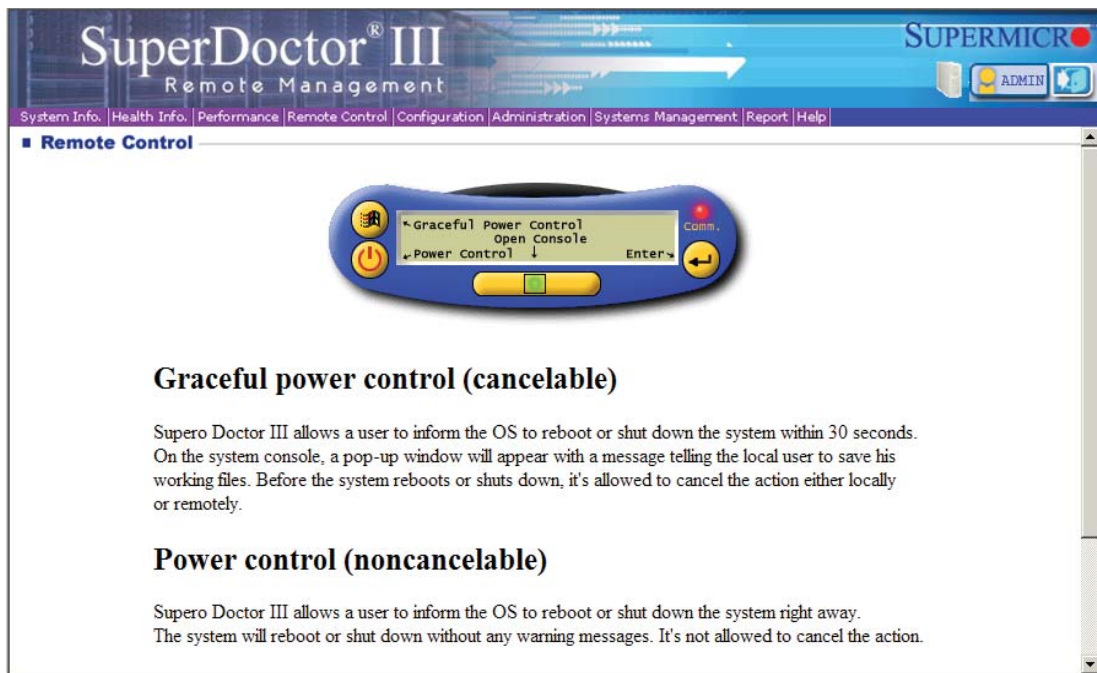 SuperDoctor® III
Remote Management
SUPERMICR
ADMIN
System Info. Health Info. Performance Remote Control Configuration Administration Systems Management Report Help
Remote Control
Graceful Power Control
Open Console
Power Control ↓ Enter
Comm.
Graceful power control (cancelable)
Supero Doctor III allows a user to inform the OS to reboot or shut down the system within 30 seconds.
On the system console, a pop-up window will appear with a message telling the local user to save his
working files. Before the system reboots or shuts down, it's allowed to cancel the action either locally
or remotely.
Power control (noncancelable)
Supero Doctor III allows a user to inform the OS to reboot or shut down the system right away.
The system will reboot or shut down without any warning messages. It's not allowed to cancel the action.